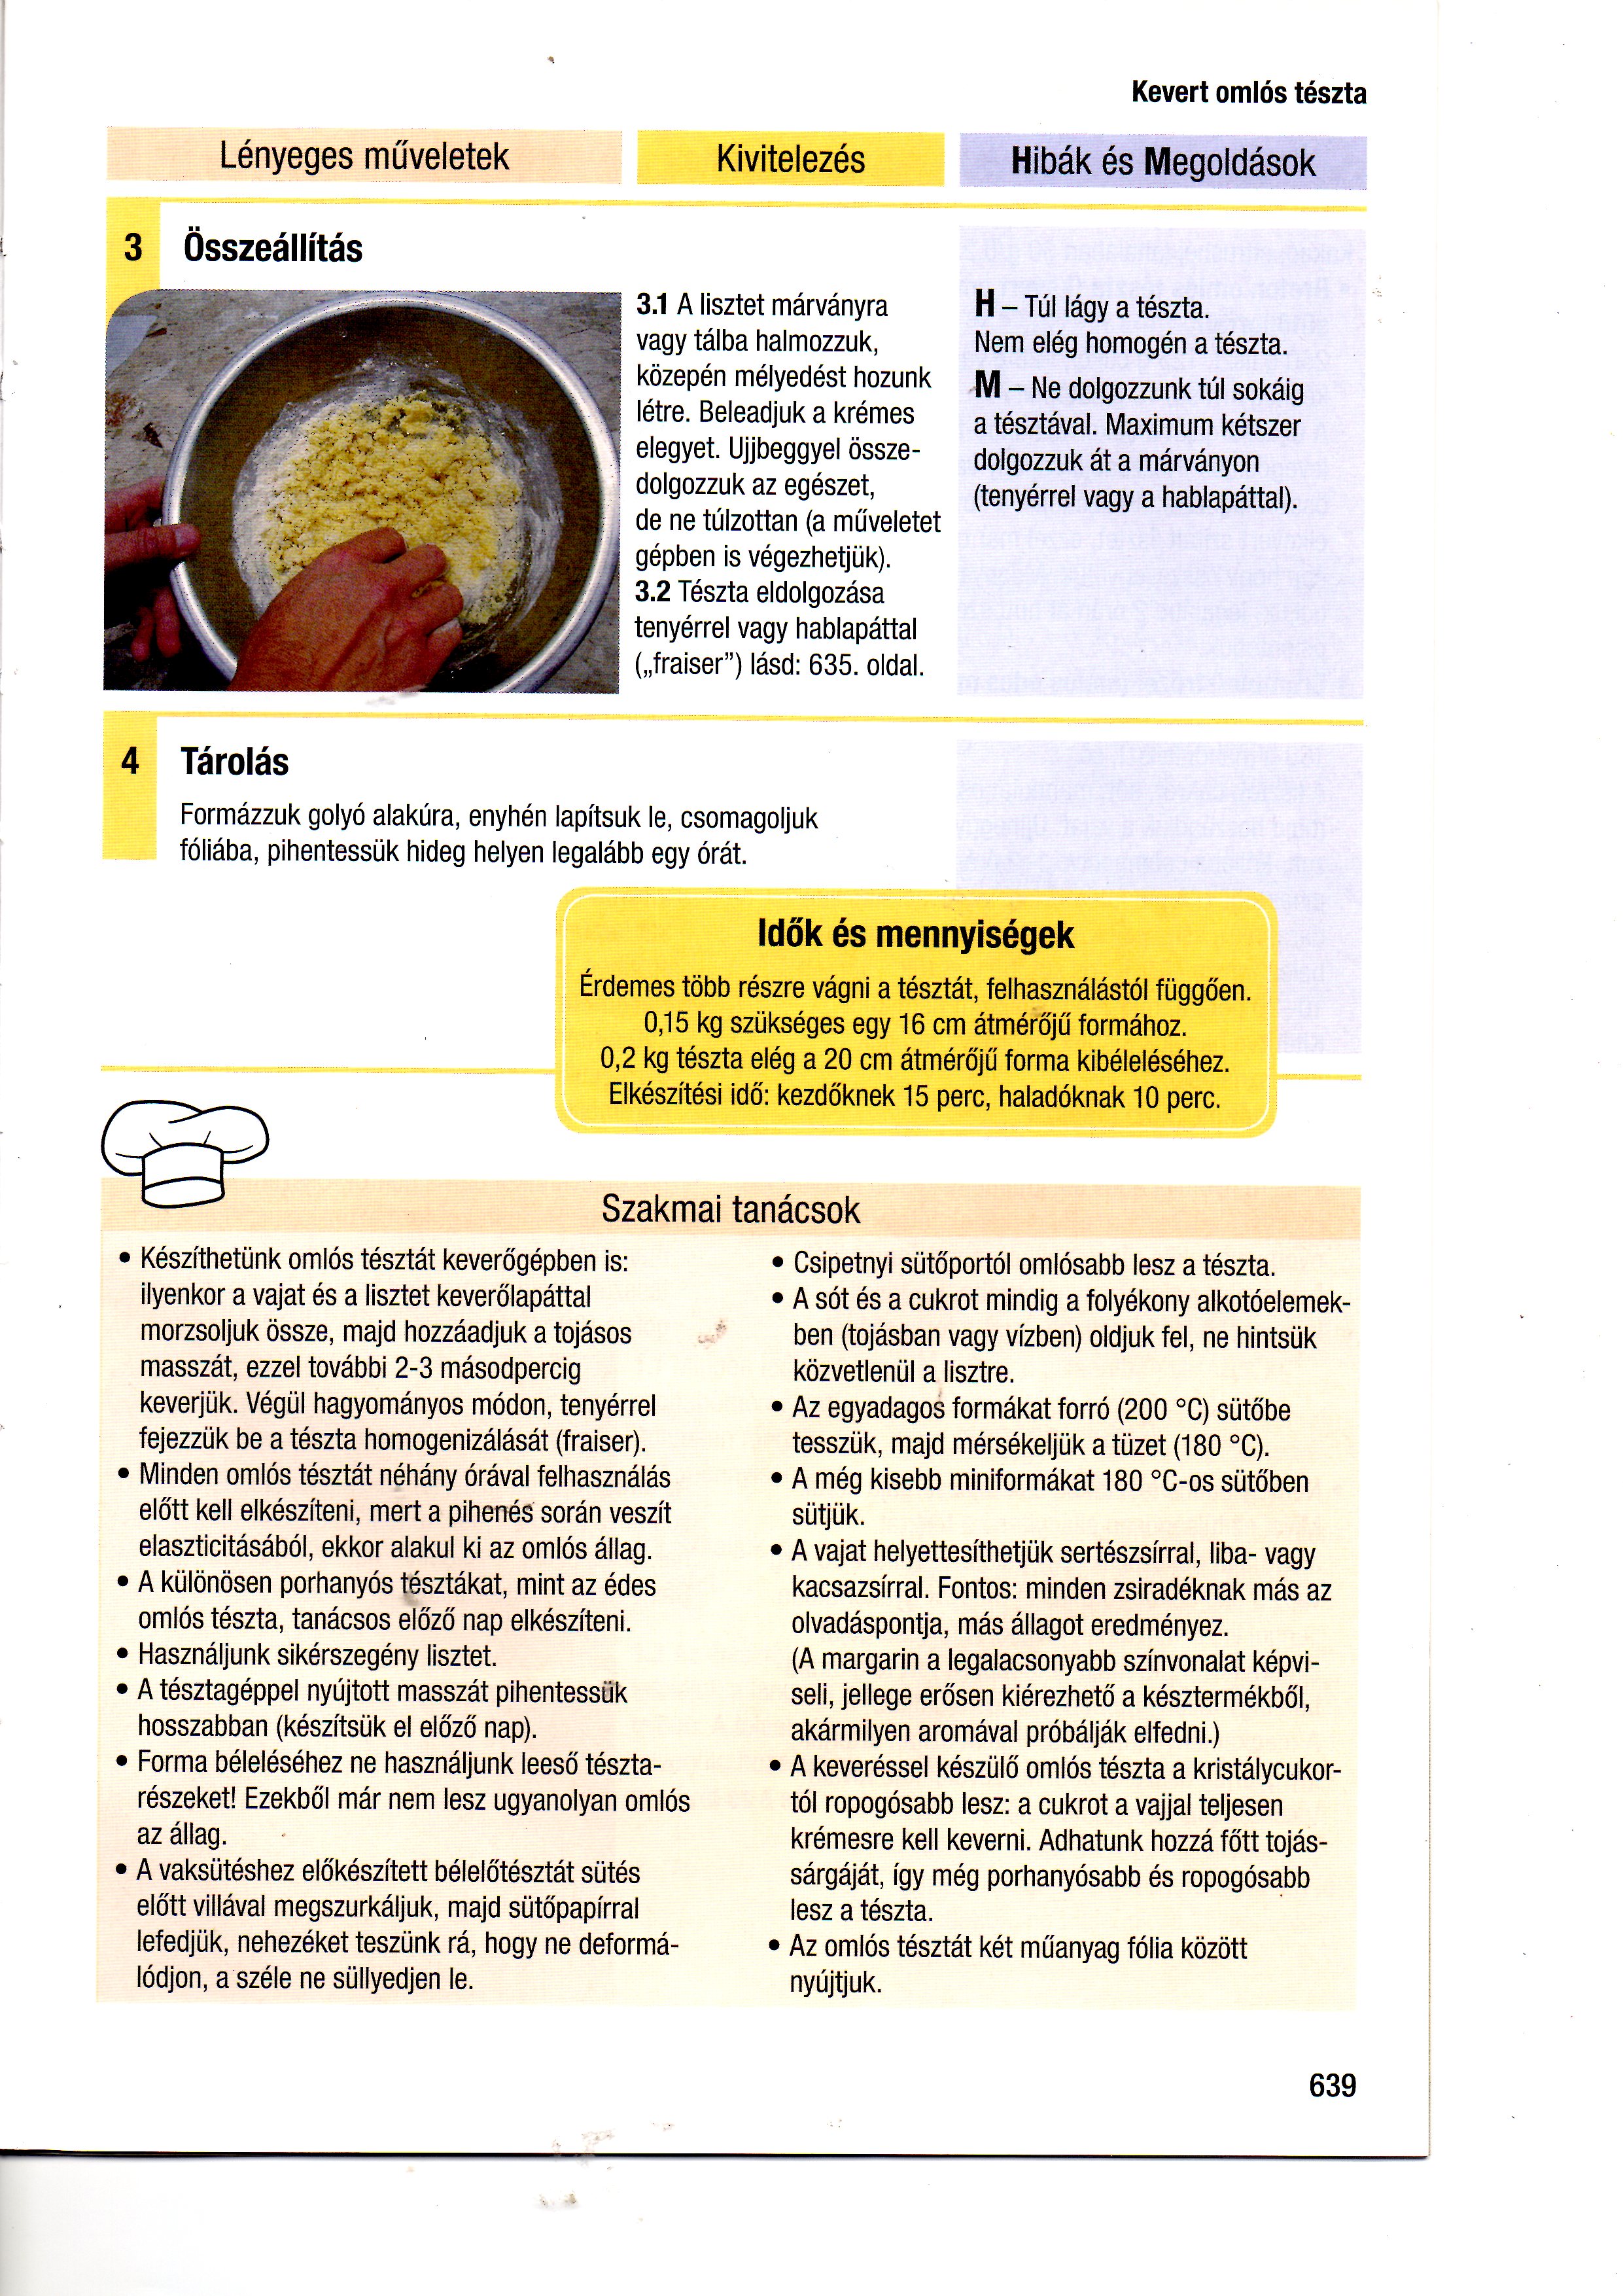 Kevert omlós tészta
Lényeges műveletek
Kivitelezés
Hibák és Megoldások
3 Összeállítás
3.1 A lisztet márványra
vagy tálba halmozzuk,
közepén mélyedést hozunk
létre. Beleadjuk a krémes
elegyet. Ujjbeggyel össze-
dolgozzuk az egészet,
de ne túlzottan (a műveletet
gépben is végezhetjük).
3.2 Tészta eldolgozása
tenyérrel vagy hablapáttal
(„fraiser”) lásd: 635. oldal.
H – Túl lágy a tészta.
Nem elég homogén a tészta.
M – Ne dolgozzunk túl sokáig
a tésztával. Maximum kétszer
dolgozzuk át a márványon
(tenyérrel vagy a hablapáttal).
4 Tárolás
Formázzuk golyó alakúra, enyhén lapítsuk le, csomagoljuk
fóliába, pihentessük hideg helyen legalább egy órát.
Idők és mennyiségek
Érdemes több részre vágni a tésztát, felhasználástól függően.
0,15 kg szükséges egy 16 cm átmérőjű formához.
0,2 kg tészta elég a 20 cm átmérőjű forma kibéleléséhez.
Elkészítési idő: kezdőknek 15 perc, haladóknak 10 perc.
Szakmai tanácsok
• Készíthetünk omlós tésztát keverőgépben is:
ilyenkor a vajat és a lisztet keverőlapáttal
morzsoljuk össze, majd hozzáadjuk a tojásos
masszát, ezzel további 2-3 másodpercig
keverjük. Végül hagyományos módon, tenyérrel
fejezzük be a tészta homogenizálását (fraiser).
• Minden omlós tésztát néhány órával felhasználás
előtt kell elkészíteni, mert a pihenés során veszít
elaszticitásából, ekkor alakul ki az omlós állag.
• A különösen porhanyós tésztákat, mint az édes
omlós tészta, tanácsos előző nap elkészíteni.
• Használjunk sikérszegény lisztet.
• A tésztagéppel nyújtott masszát pihentessük
hosszabban (készítsük el előző nap).
• Forma béleléséhez ne használjunk leeső tészta-
részeket! Ezekből már nem lesz ugyanolyan omlós
az állag.
• A vaksütéshez előkészített bélelőtésztát sütés
előtt villával megszurkáljuk, majd sütőpapírral
lefedjük, nehezéket teszünk rá, hogy ne deformá-
lódjon, a széle ne süllyedjen le.
• Csipetnyi sütőportól omlósabb lesz a tészta.
• A sót és a cukrot mindig a folyékony alkotóelemek-
ben (tojásban vagy vízben) oldjuk fel, ne hintsük
közvetlenül a lisztre.
• Az egyadagos formákat forró (200 °C) sütőbe
tesszük, majd mérsékeljük a tüzet (180 °C).
• A még kisebb miniformákat 180 °C-os sütőben
sütjük.
• A vajat helyettesíthetjük sertészsírral, liba- vagy
kacsazsírral. Fontos: minden zsiradéknak más az
olvadáspontja, más állagot eredményez.
(A margarin a legalacsonyabb színvonalat képvi-
seli, jellege erősen kiérezhető a késztermékből,
akármilyen aromával próbálják elfedni.)
• A keveréssel készülő omlós tészta a kristálycukor-
tól ropogósabb lesz: a cukrot a vajjal teljesen
krémesre kell keverni. Adhatunk hozzá főtt tojás-
sárgáját, így még porhanyósabb és ropogósabb
lesz a tészta.
• Az omlós tésztát két műanyag fólia között
nyújtjuk.
639